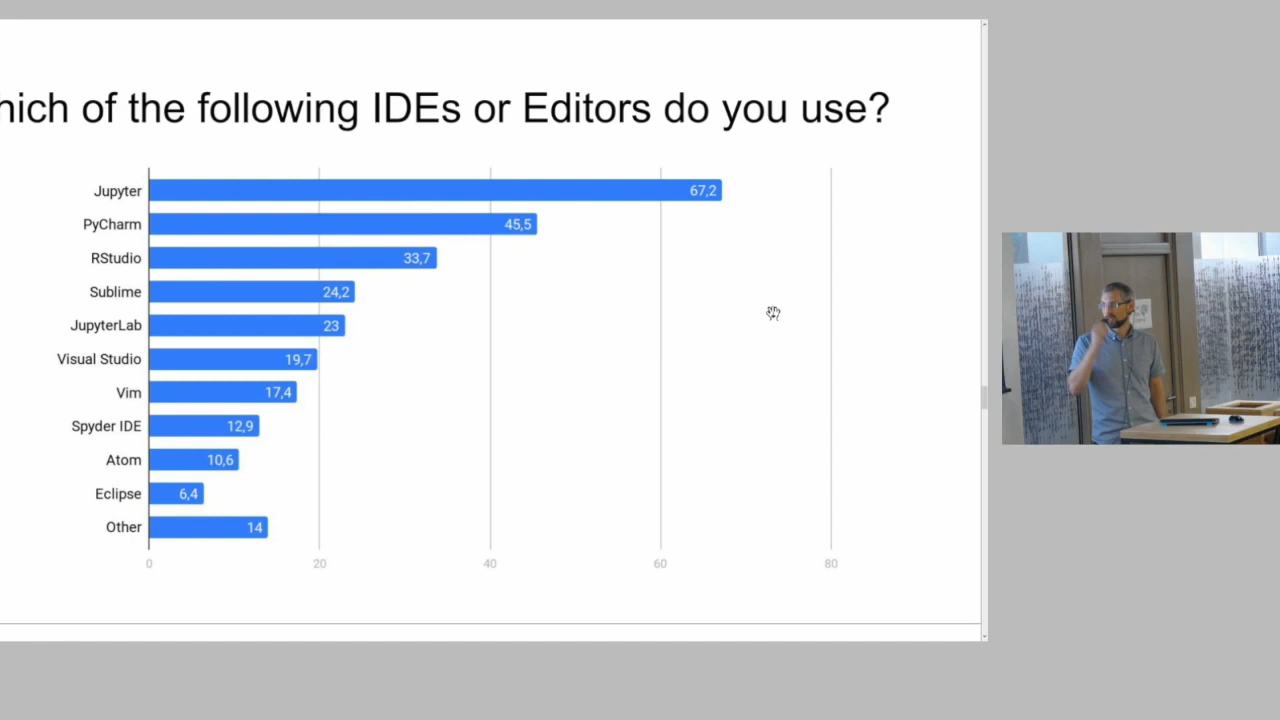 hich of the following IDEs or Editors do you use?
Jupyter 67,2
PyCharm 45,5
RStudio 33,7
Sublime 24,2
JupyterLab 23
Visual Studio 19,7
Vim 17,4
Spyder IDE 12,9
Atom 10,6
Eclipse 6,4
Other 14
0 20 40 60 80